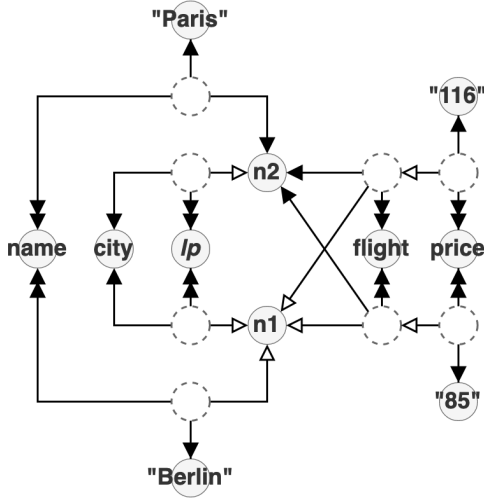 "Paris"
"116"
n2
name
city
lp
flight
price
n1
"85"
"Berlin"